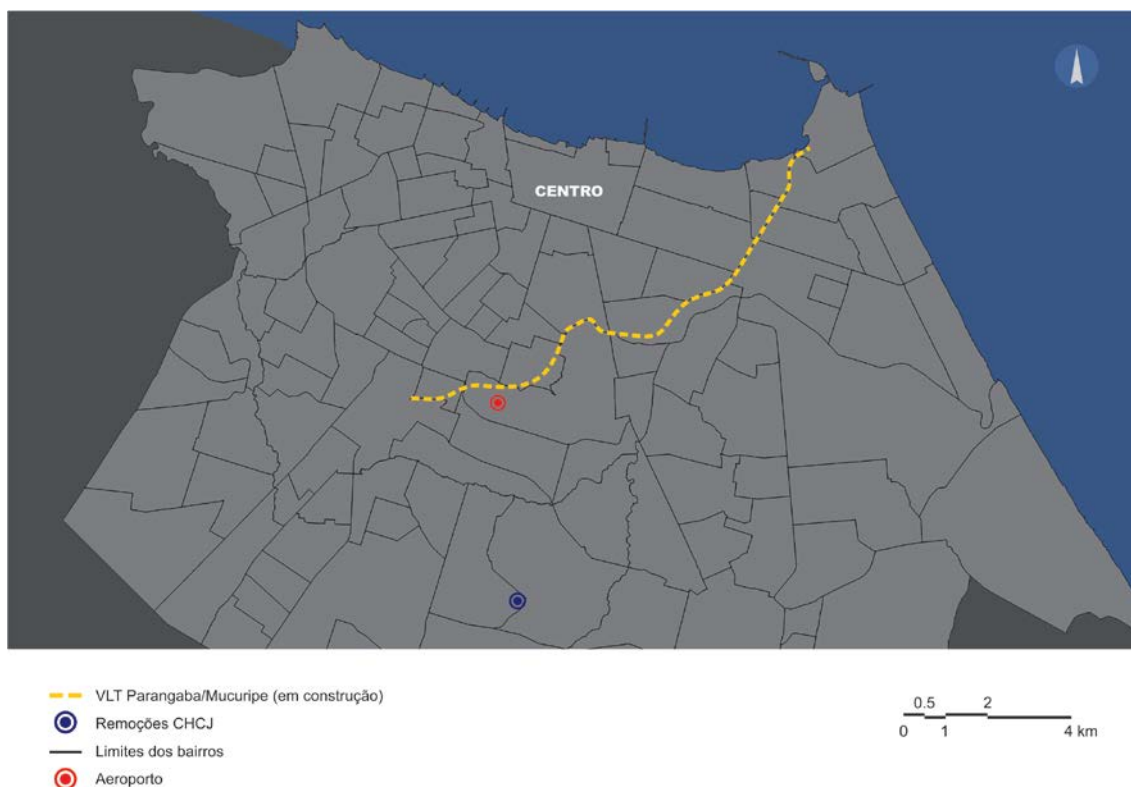 CENTRO
VLT Parangaba/Mucuripe (em construção)
Remoções CHCJ
Limites dos bairros
Aeroporto
0.5 2
0 1 4 km